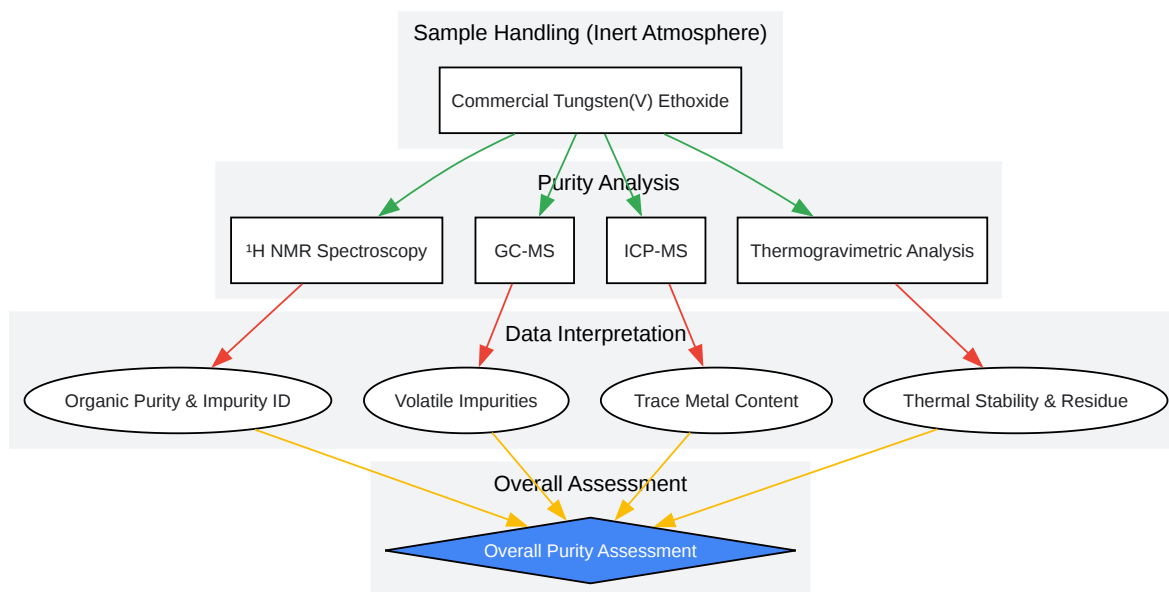 Sample Handling (Inert Atmosphere)
Commercial Tungsten(V) Ethoxide
Purity Analysis
¹H NMR Spectroscopy
GC-MS
ICP-MS
Thermogravimetric Analysis
Data Interpretation
Organic Purity & Impurity ID
Volatile Impurities
Trace Metal Content
Thermal Stability & Residue
Overall Assessment
Overall Purity Assessment